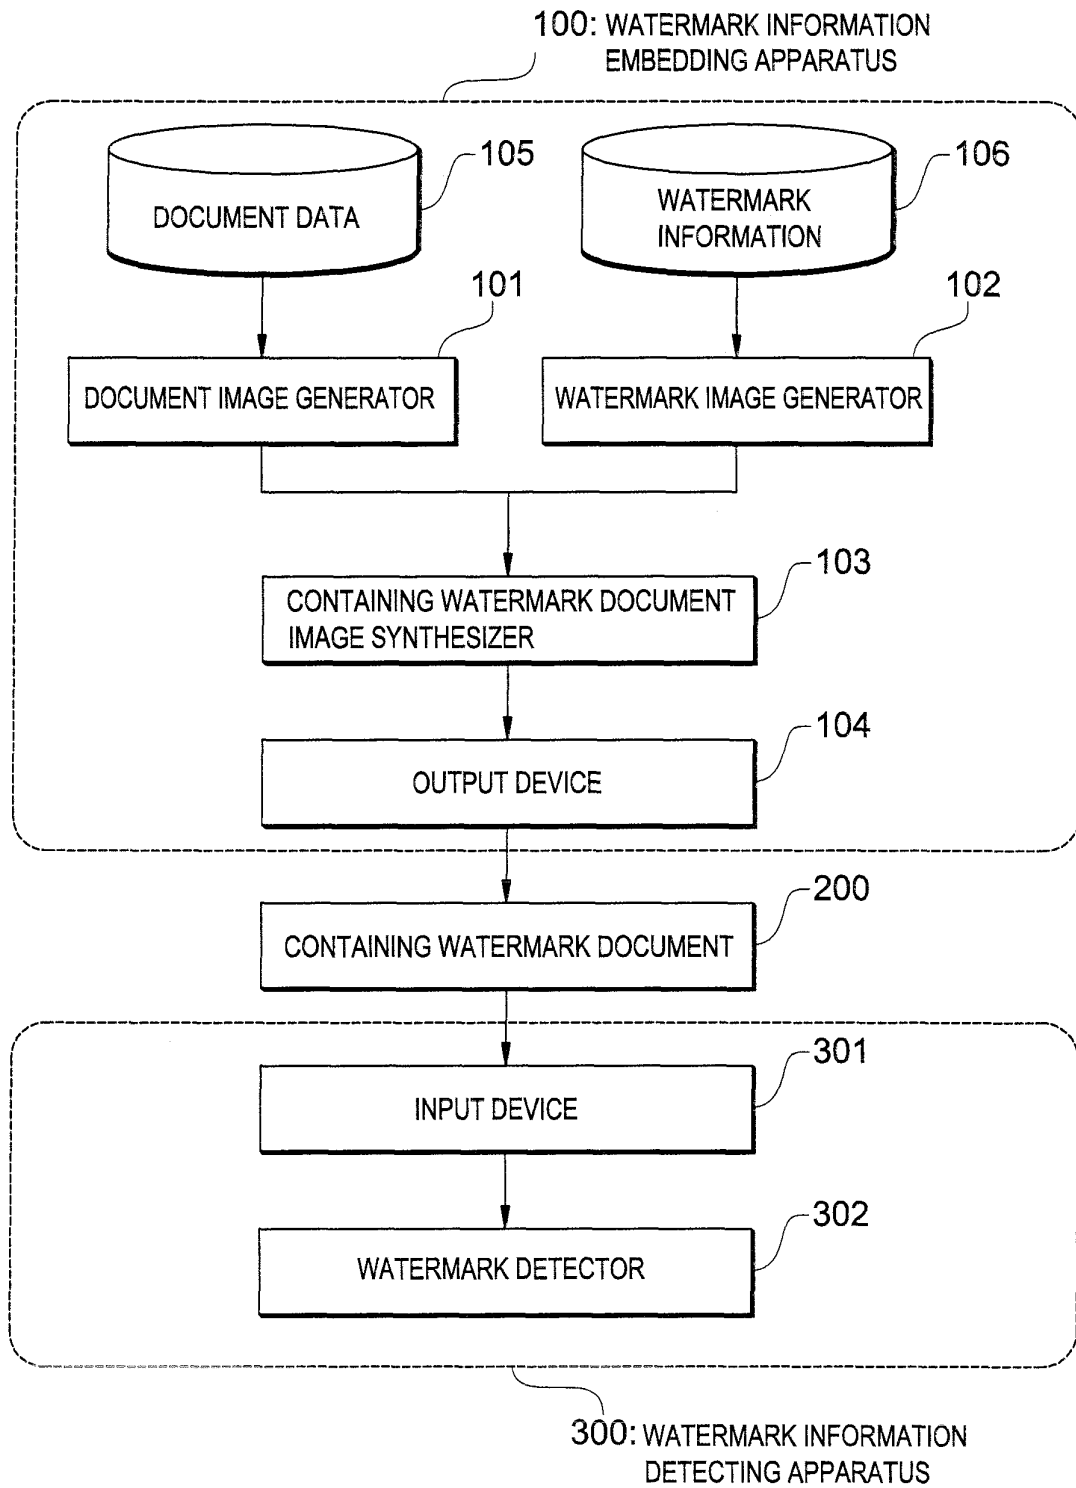 100: WATERMARK INFORMATION
EMBEDDING APPARATUS
105
106
DOCUMENT DATA
WATERMARK
INFORMATION
101
102
DOCUMENT IMAGE GENERATOR
WATERMARK IMAGE GENERATOR
103
CONTAINING WATERMARK DOCUMENT
IMAGE SYNTHESIZER
104
OUTPUT DEVICE
200
CONTAINING WATERMARK DOCUMENT
301
INPUT DEVICE
302
WATERMARK DETECTOR
300: WATERMARK INFORMATION
DETECTING APPARATUS